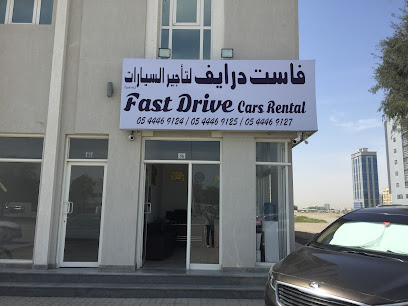 فاست درايف لتأجير السيارات
Fast Drive Cars Rental
05 4446 9124 / 05 4446 9125 / 05 4446 9127